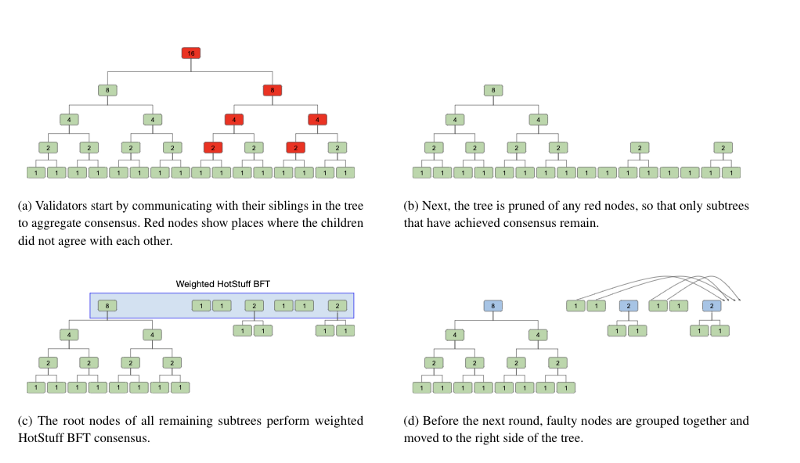 16
8 8
4 4 4 4
2 2 2 2 2 2 2 2
1 1 1 1 1 1 1 1 1 1 1 1 1 1 1 1
(a) Validators start by communicating with their siblings in the tree
to aggregate consensus. Red nodes show places where the children
did not agree with each other.
8
4 4
2 2 2 2 2 2
1 1 1 1 1 1 1 1 1 1 1 1 1 1 1 1
(b) Next, the tree is pruned of any red nodes, so that only subtrees
that have achieved consensus remain.
Weighted HotStuff BFT
8 1 1 2 1 1 2
4 4 1 1 1 1
2 2 2 2
1 1 1 1 1 1 1 1
(c) The root nodes of all remaining subtrees perform weighted
HotStuff BFT consensus.
8 1 1 2 1 1 2
4 4 1 1 1 1
2 2 2 2
1 1 1 1 1 1 1 1
(d) Before the next round, faulty nodes are grouped together and
moved to the right side of the tree.